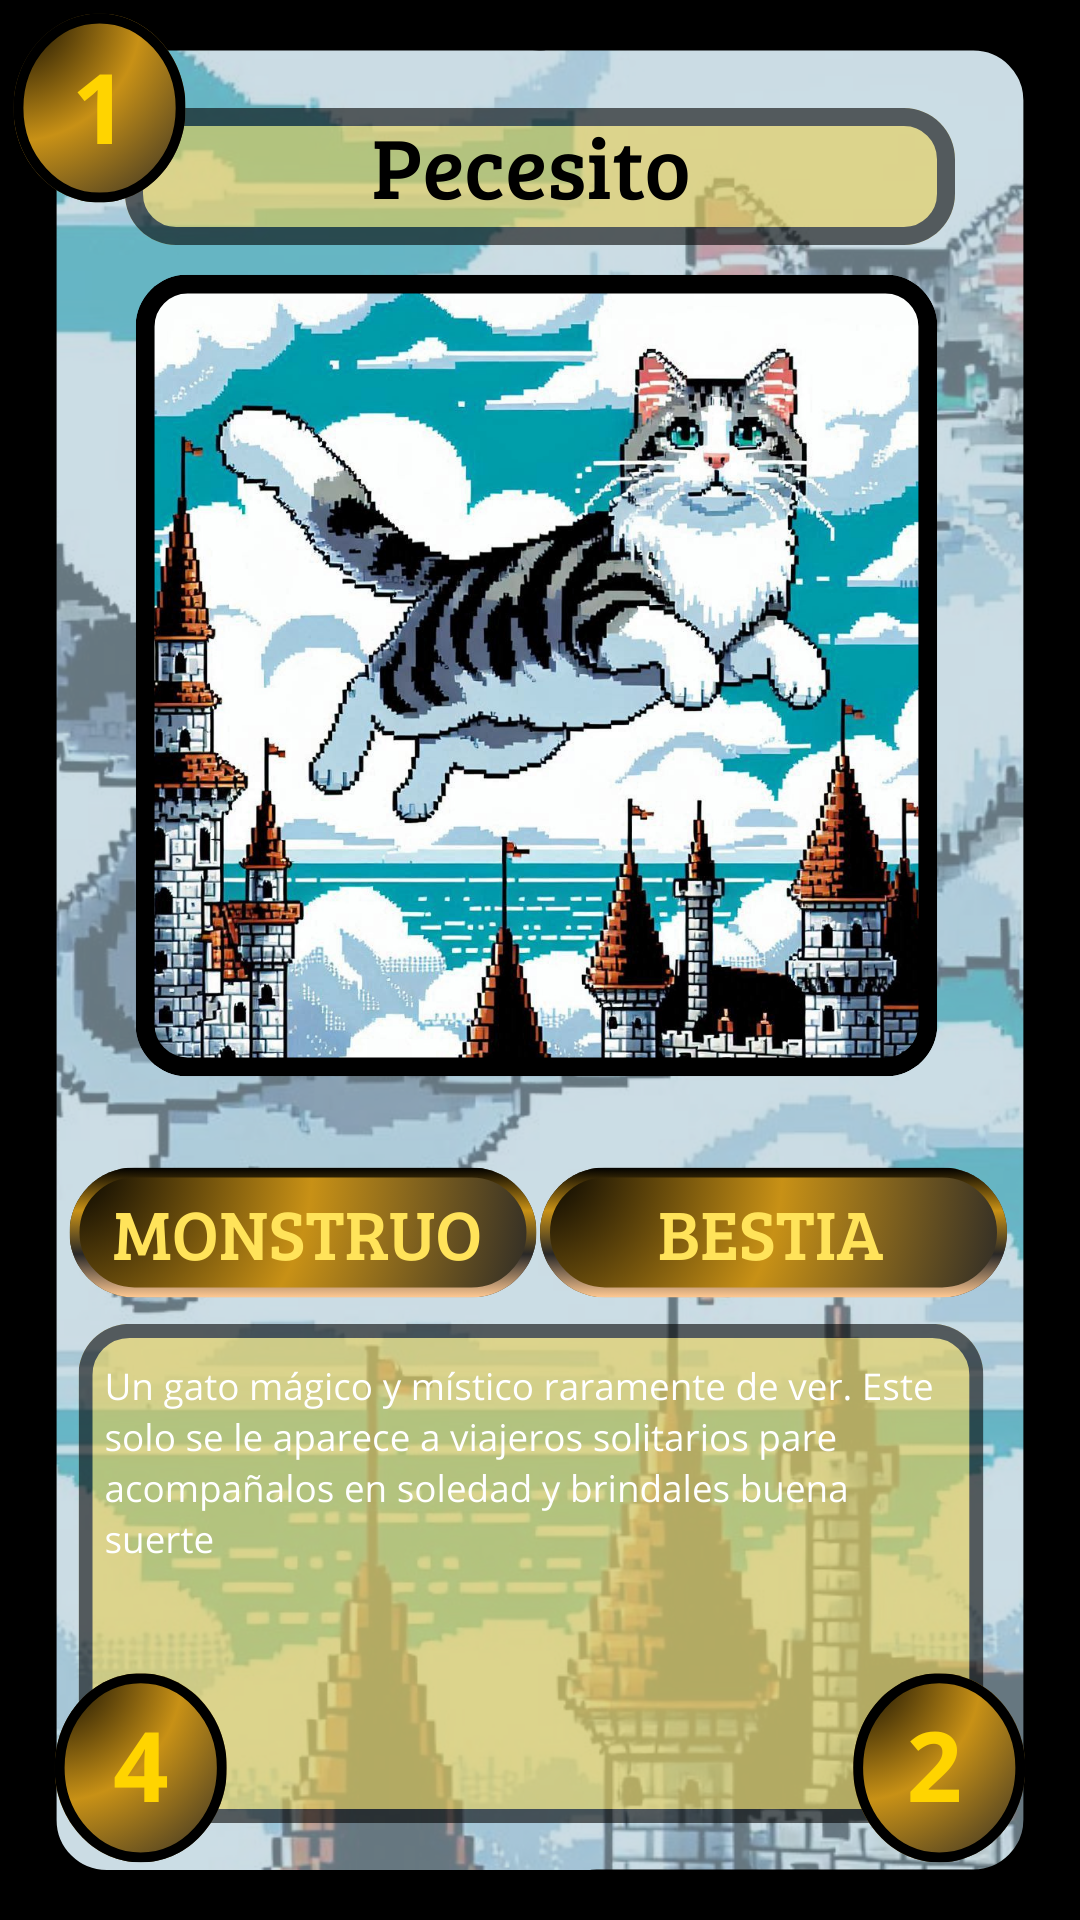 1
Pecesito
MONSTRUO
BESTIA
Un gato mágico y místico raramente de ver. Este
solo se le aparece a viajeros solitarios pare
acompañalos en soledad y brindales buena
suerte
4
2